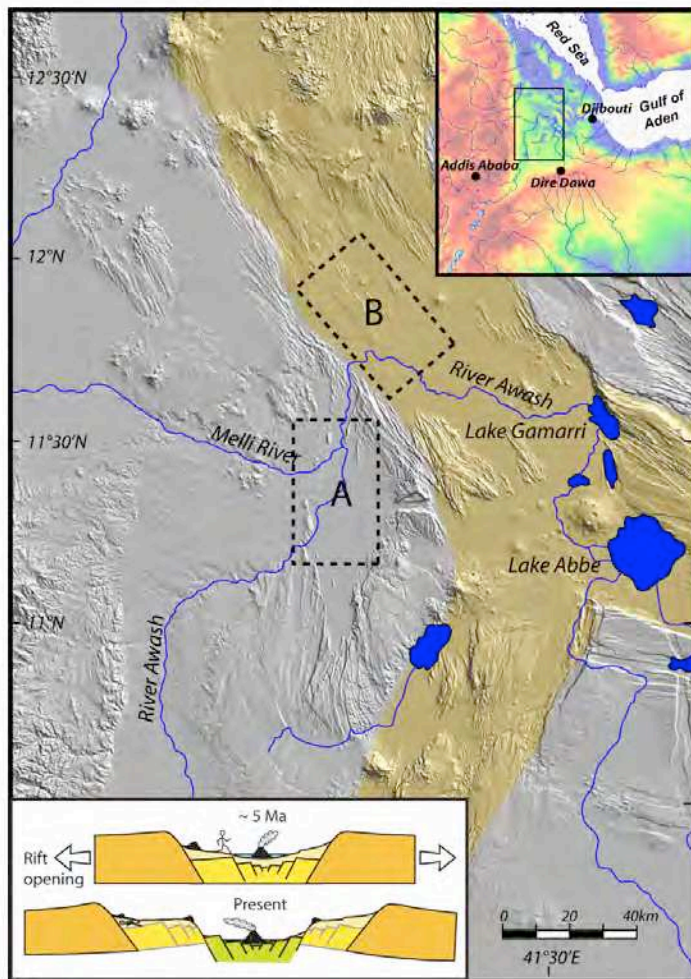 12°30'N
Red Sea
Djibouti
Gulf of
Aden
Addis Ababa
Dire Dawa
12°N
B
River Awash
Melli River
Lake Gamarri
11°30'N
A
Lake Abbe
11°N
River Awash
~ 5 Ma
Rift
opening
Present
0 20 40km
41°30'E